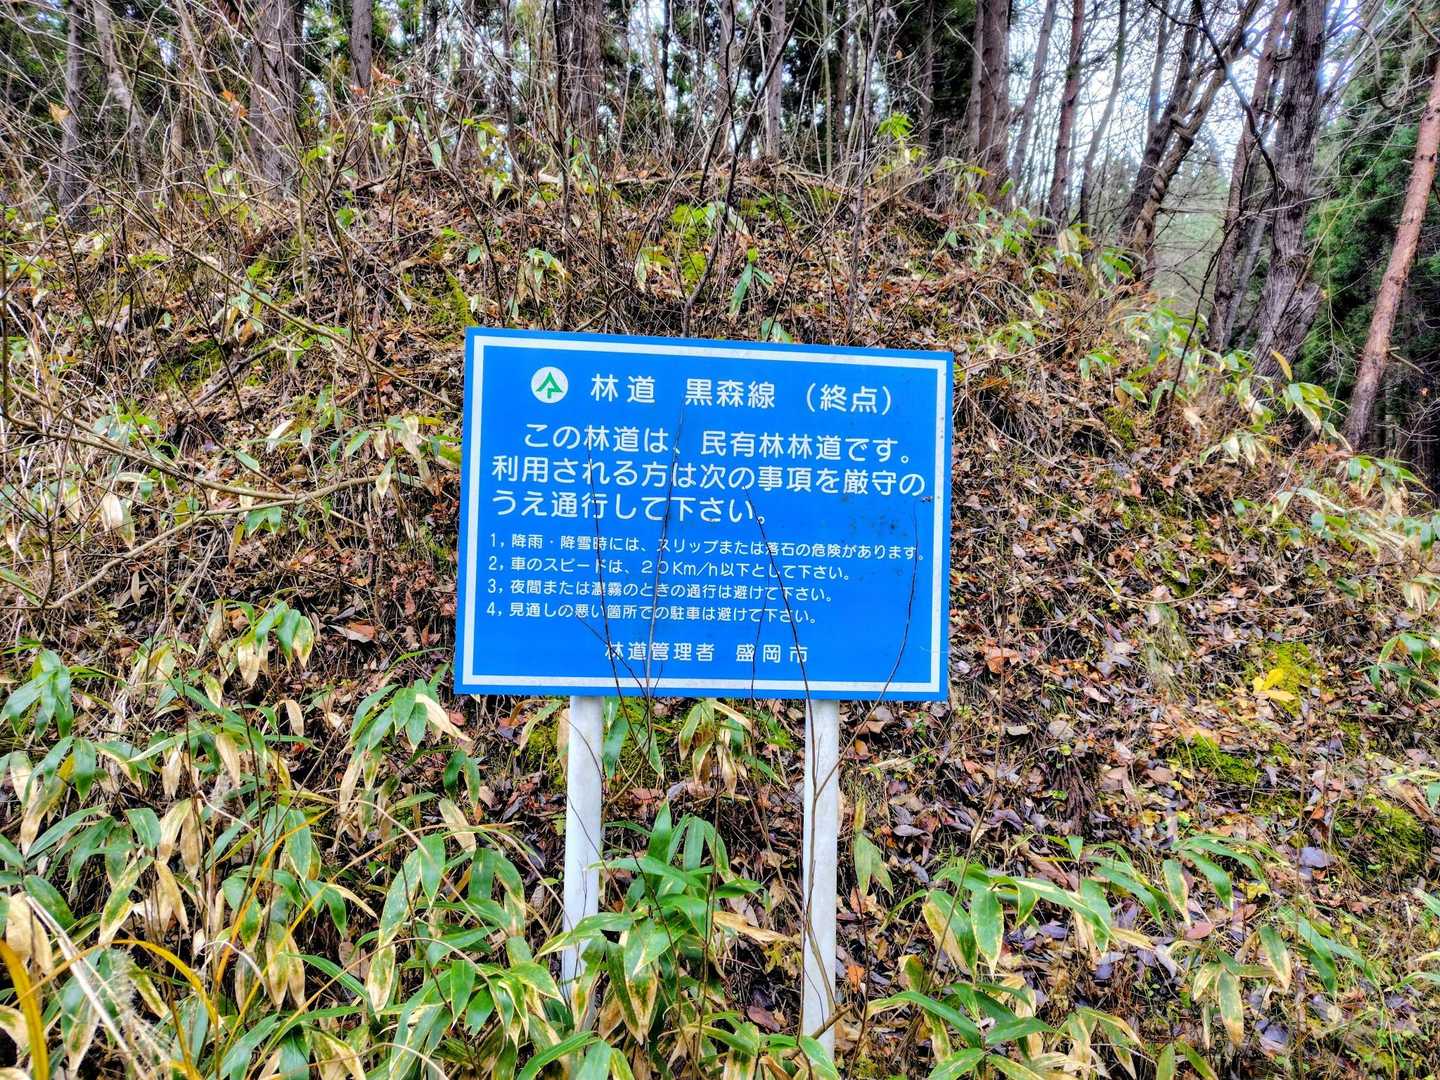 林道 黒森線 （終点）
この林道は、民有林林道です。
利用される方は次の事項を厳守の
うえ通行して下さい。
1, 降雨・降雪時には、スリップまたは落石の危険があります。
2, 車のスピードは、20Km/h以下として下さい。
3, 夜間または濃霧のときの通行は避けて下さい。
4, 見通しの悪い箇所での駐車は避けて下さい。
林道管理者 盛岡市